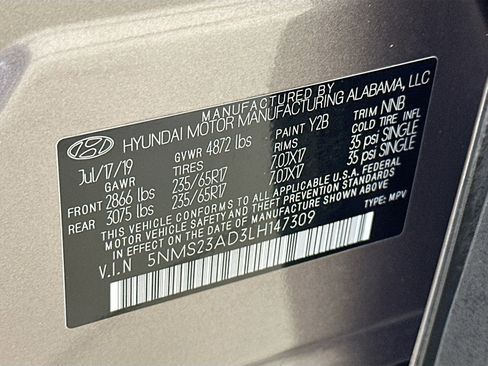 MANUFACTURED BY
HYUNDAI MOTOR MANUFACTURING ALABAMA, LLC
Jul/17/19 GVWR 4872 lbs PAINT Y2B TRIM NNB
GAWR TIRES RIMS COLD TIRE INFL
FRONT 2866 lbs 235/65R17 7.0JX17 35 psi SINGLE
REAR 3075 lbs 235/65R17 7.0JX17 35 psi SINGLE
THIS VEHICLE CONFORMS TO ALL APPLICABLE U.S.A. FEDERAL
MOTOR VEHICLE SAFETY STANDARDS
IN EFFECT ON THE DATE OF MANUFACTURE SHOWN ABOVE.
V.I.N 5NMS23AD3LH147309 TYPE: MPV